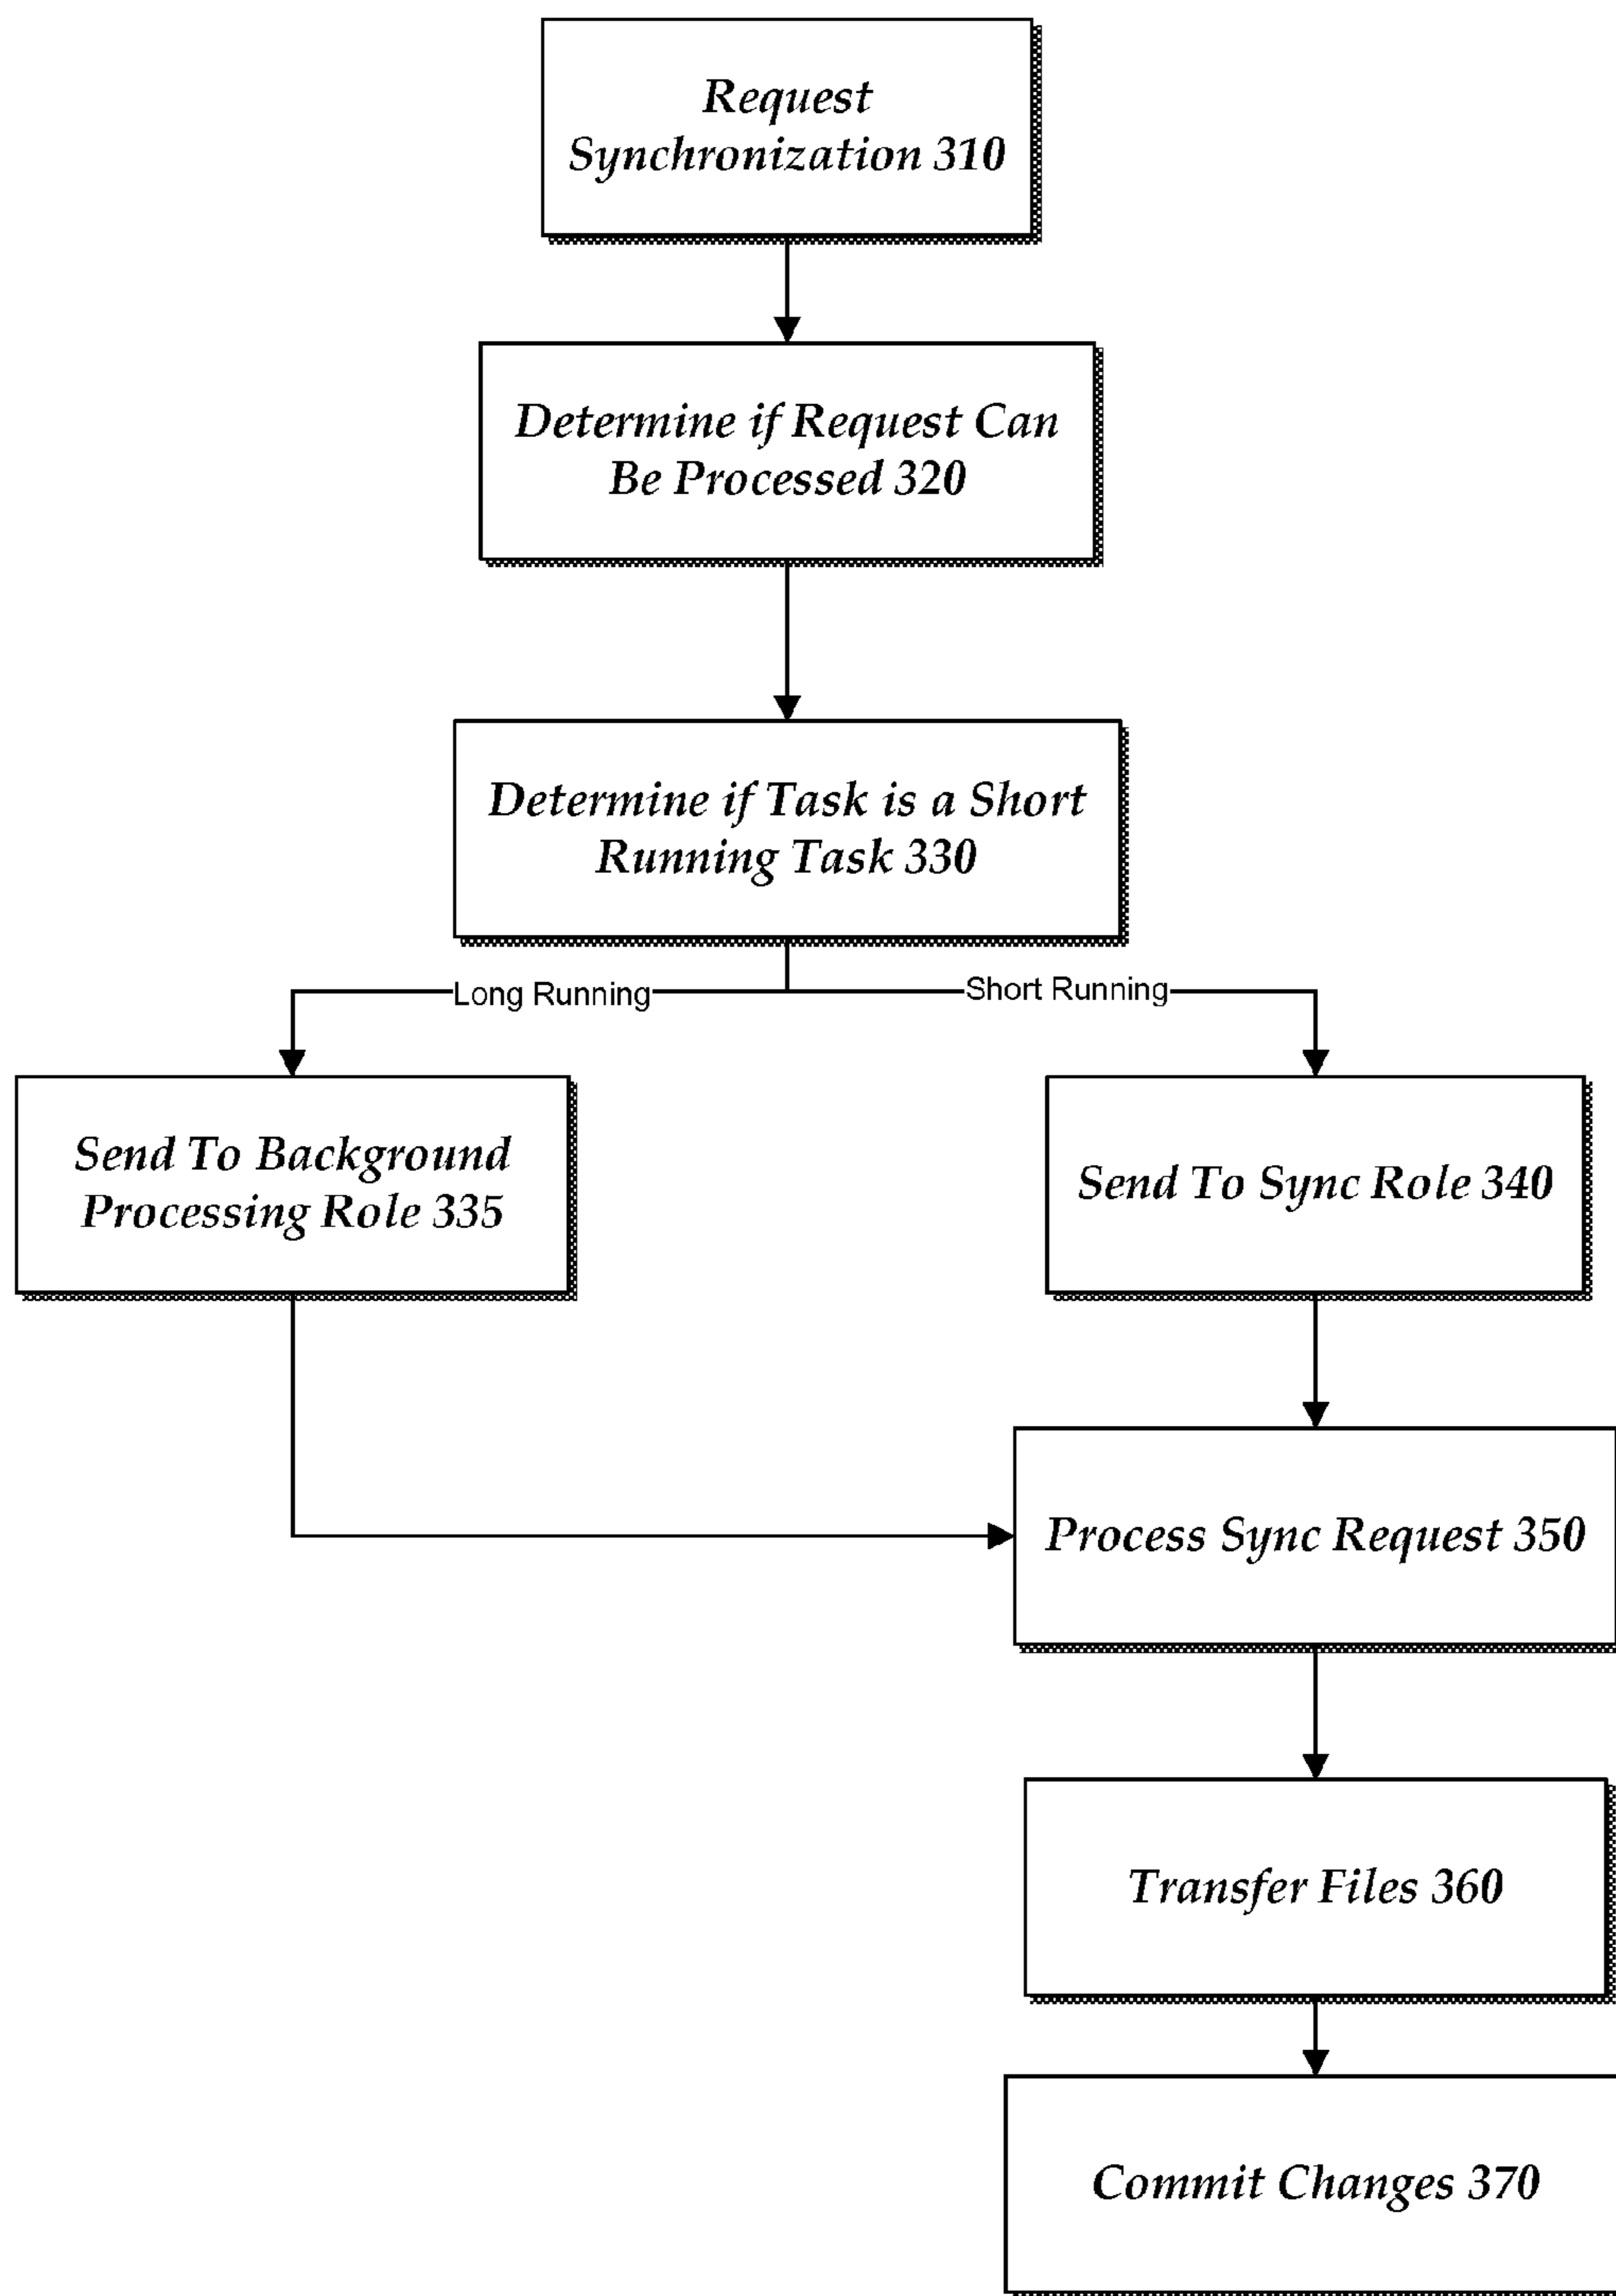 Request
Synchronization 310
Determine if Request Can
Be Processed 320
Determine if Task is a Short
Running Task 330
Long Running
Short Running
Send To Background
Processing Role 335
Send To Sync Role 340
Process Sync Request 350
Transfer Files 360
Commit Changes 370